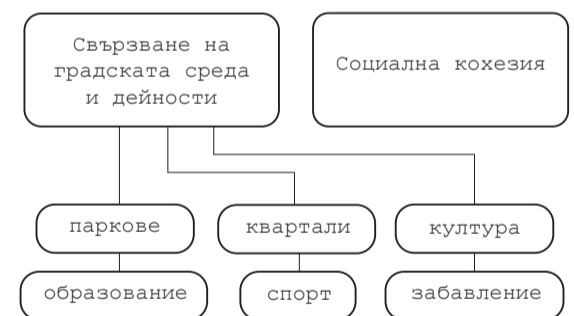 Свързване на
градската среда
и дейности
Социална кохезия
паркове
квартали
култура
образование
спорт
забавление